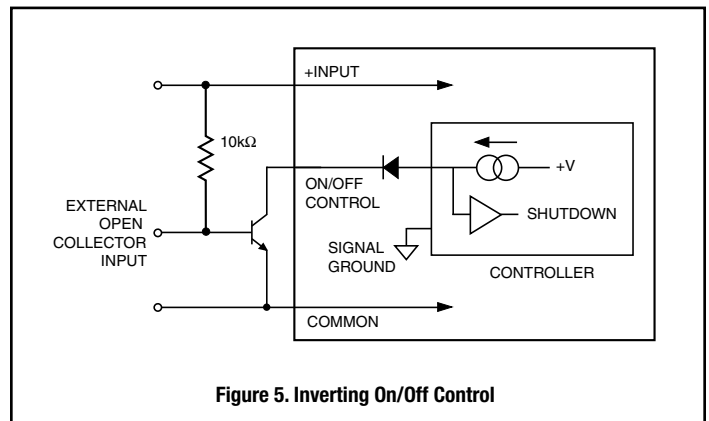 +INPUT
10kΩ
+V
ON/OFF
CONTROL
SHUTDOWN
EXTERNAL
OPEN
COLLECTOR
INPUT
SIGNAL
GROUND
CONTROLLER
COMMON
Figure 5. Inverting On/Off Control